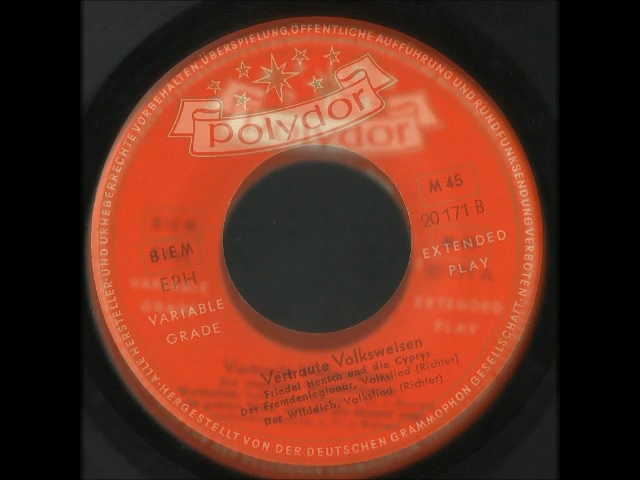 ALLE HERSTELLER-UND URHEBERRECHTE VORBEHALTEN. ÜBERSPIELUNG, ÖFFENTLICHE AUFFÜHRUNG UND RUNDFUNKSENDUNG VERBOTEN.
polydor
M 45
20 171 B
BIEM
EPH
EXTENDED
PLAY
VARIABLE
GRADE
Vertraute Volksweisen
Friedel Hensch und die Cyprys
Der Fremdenlegionär, Volkslied (Richter)
Der Wilddieb, Volkslied (Richter)
HERGESTELLT VON DER DEUTSCHEN GRAMMOPHON GESELLSCHAFT